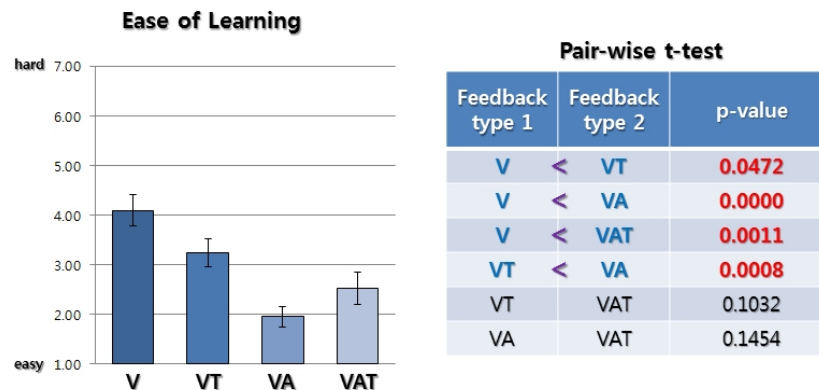 Ease of Learning
hard 7.00
6.00
5.00
4.00
3.00
2.00
easy 1.00
V VT VA VAT
Pair-wise t-test
Feedback type 1 Feedback type 2 p-value
V < VT 0.0472
V < VA 0.0000
V < VAT 0.0011
VT < VA 0.0008
VT VAT 0.1032
VA VAT 0.1454